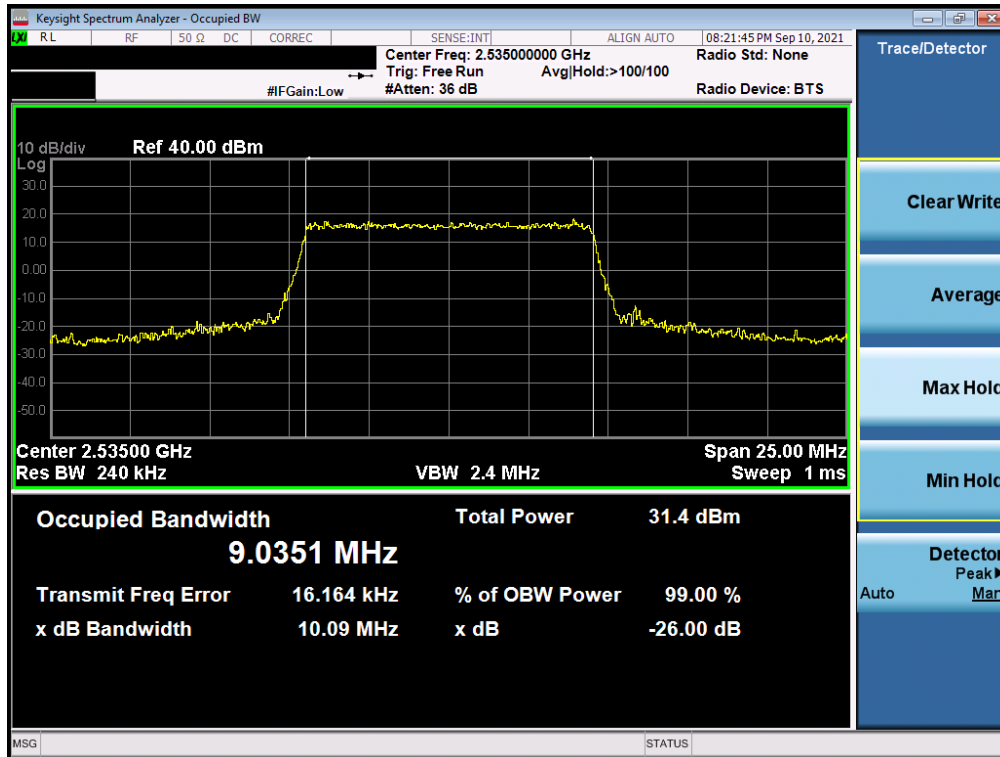 Keysight Spectrum Analyzer - Occupied BW
LXI RL RF 50 Ω DC CORREC SENSE:INT ALIGN AUTO 08:21:45 PM Sep 10, 2021
Center Freq: 2.535000000 GHz Radio Std: None
Trig: Free Run Avg|Hold:>100/100
#IFGain:Low #Atten: 36 dB Radio Device: BTS
10 dB/div Ref 40.00 dBm
Log
30.0
20.0
10.0
0.00
-10.0
-20.0
-30.0
-40.0
-50.0
Center 2.53500 GHz Span 25.00 MHz
Res BW 240 kHz VBW 2.4 MHz Sweep 1 ms
Occupied Bandwidth Total Power 31.4 dBm
9.0351 MHz
Transmit Freq Error 16.164 kHz % of OBW Power 99.00 %
x dB Bandwidth 10.09 MHz x dB -26.00 dB
MSG STATUS
Trace/Detector
Clear Write
Average
Max Hold
Min Hold
Detector
Peak
Auto Man